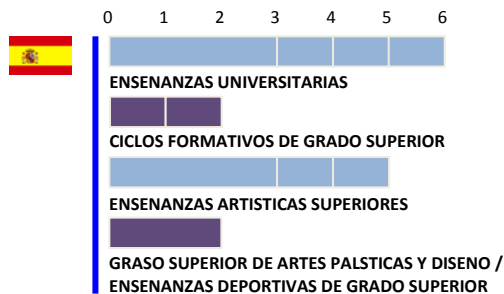 0 1 2 3 4 5 6
ENSENANZAS UNIVERSITARIAS
CICLOS FORMATIVOS DE GRADO SUPERIOR
ENSENANZAS ARTISTICAS SUPERIORES
GRASO SUPERIOR DE ARTES PALSTICAS Y DISENO /
ENSENANZAS DEPORTIVAS DE GRADO SUPERIOR